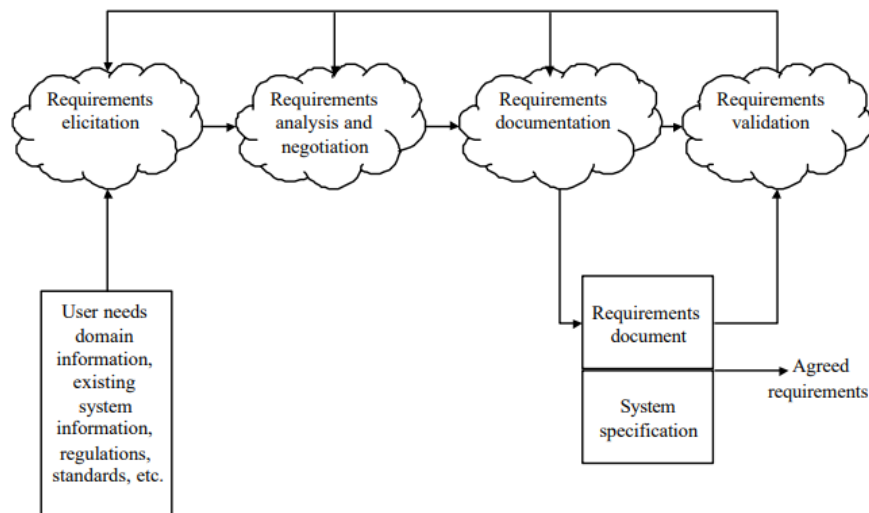 Requirements
elicitation
Requirements
analysis and
negotiation
Requirements
documentation
Requirements
validation
User needs
domain
information,
existing
system
information,
regulations,
standards, etc.
Requirements
document
System
specification
Agreed
requirements